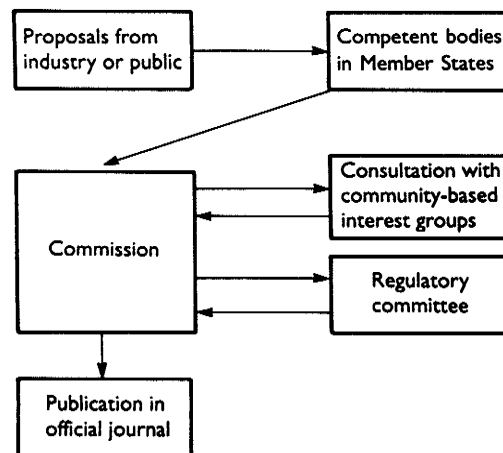 Proposals from
industry or public
Competent bodies
in Member States
Consultation with
community-based
interest groups
Commission
Regulatory
committee
Publication in
official journal